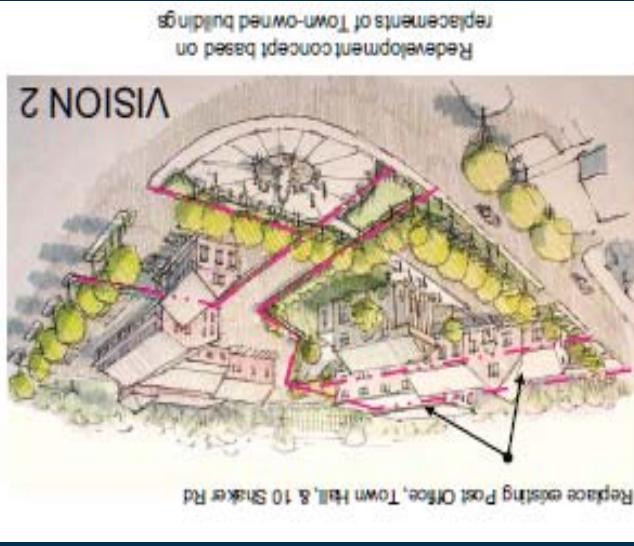 Replace existing Post Office, Town Hall, & 10 Shaker Rd
VISION 2
Redevelopment concept based on
replacements of Town-owned buildings